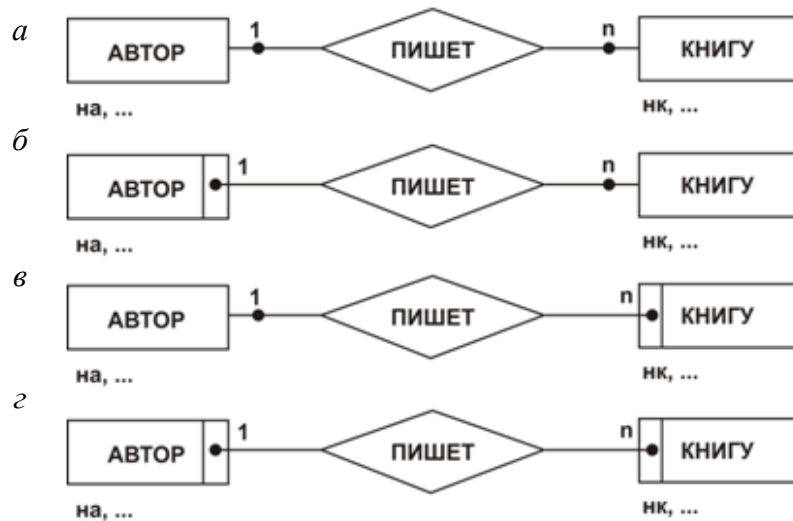 а
АВТОР 1 ПИШЕТ n КНИГУ
на, ... нк, ...
б
АВТОР 1 ПИШЕТ n КНИГУ
на, ... нк, ...
в
АВТОР 1 ПИШЕТ n КНИГУ
на, ... нк, ...
г
АВТОР 1 ПИШЕТ n КНИГУ
на, ... нк, ...